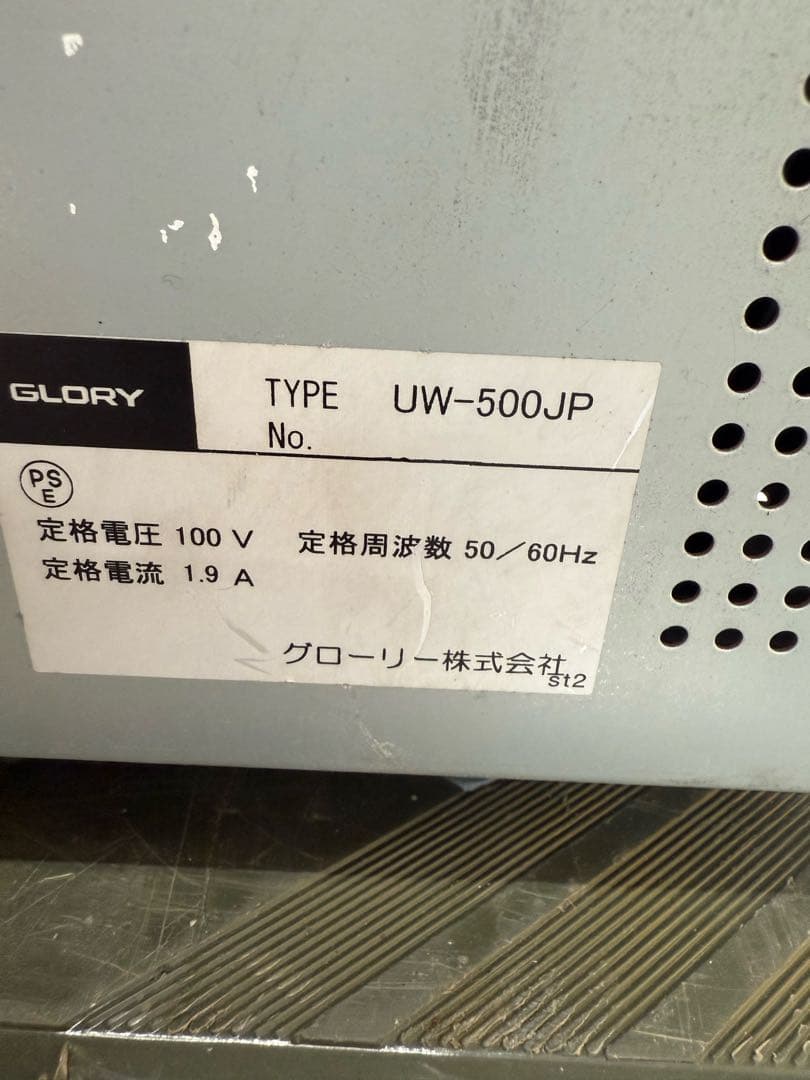 GLORY
TYPE UW-500JP
No.
PS
E
定格電圧 100 V 定格周波数 50/60Hz
定格電流 1.9 A
グローリー株式会社
st2